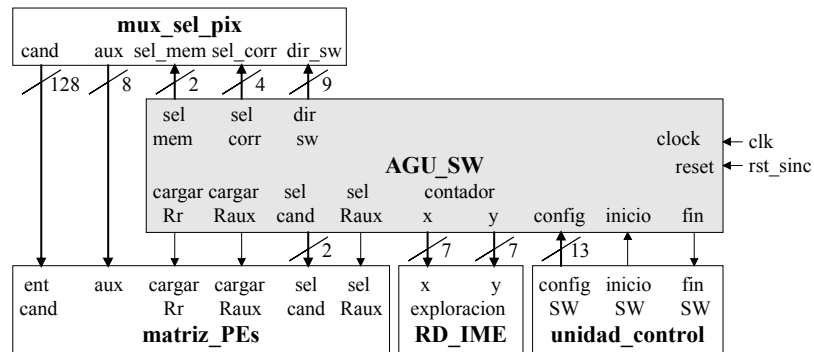 mux_sel_pix
cand aux sel_mem sel_corr dir_sw
128 8 2 4 9
sel sel dir
mem corr sw
clock clk
AGU_SW
reset rst_sinc
cargar cargar sel sel contador
Rr Raux cand Raux x y config inicio fin
2 7 7 13
ent aux cargar cargar sel sel x y config inicio fin
cand Rr Raux cand Raux exploracion SW SW SW
matriz_PEs RD_IME unidad_control